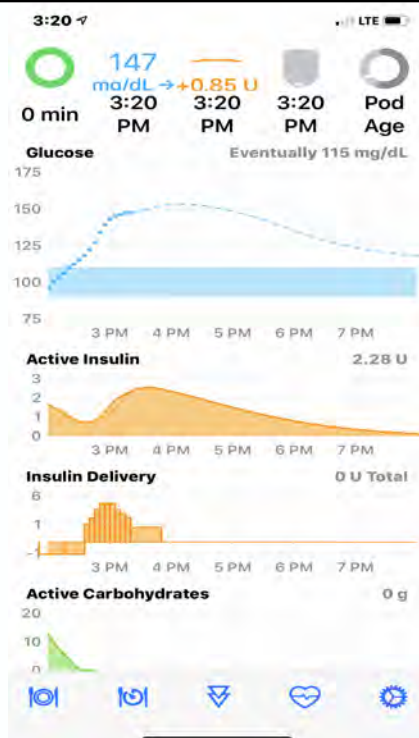 3:20 LTE
147
mg/dL → +0.85 U
0 min 3:20 PM 3:20 PM 3:20 PM Pod Age
Glucose Eventually 115 mg/dL
175
150
125
100
75
3 PM 4 PM 5 PM 6 PM 7 PM
Active Insulin 2.28 U
3
2
1
0
3 PM 4 PM 5 PM 6 PM 7 PM
Insulin Delivery 0 U Total
6
1
-1
3 PM 4 PM 5 PM 6 PM 7 PM
Active Carbohydrates 0 g
20
10
0